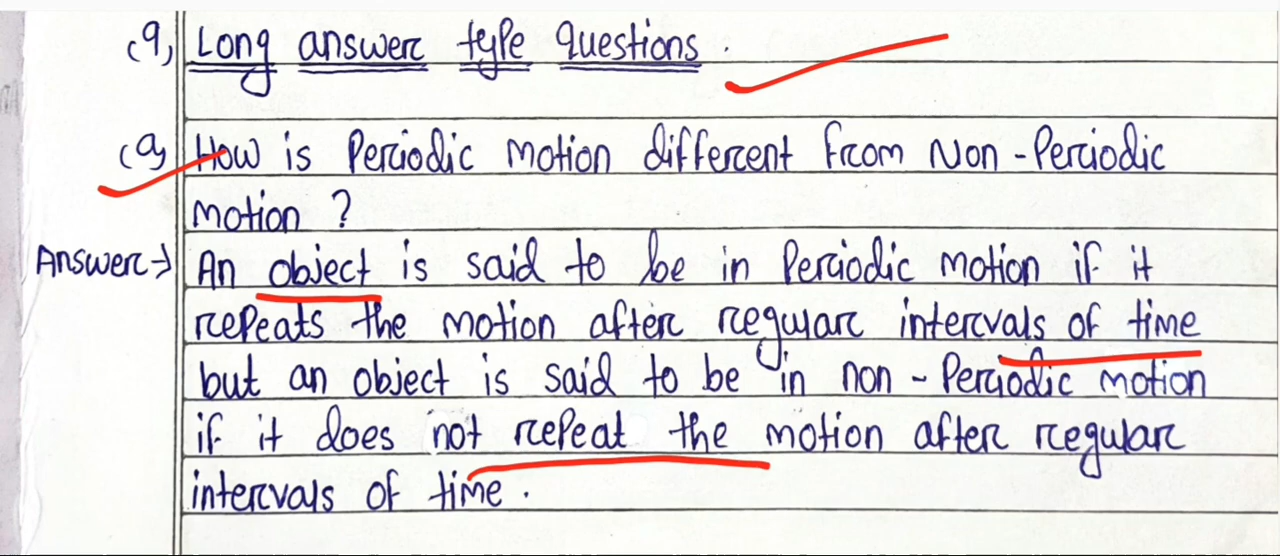 (9) Long answer type questions.
(a) How is Periodic motion different from Non-Periodic
motion ?
Answer→ An object is said to be in Periodic motion if it
repeats the motion after regular intervals of time
but an object is said to be in non-Periodic motion
if it does not repeat the motion after regular
intervals of time.